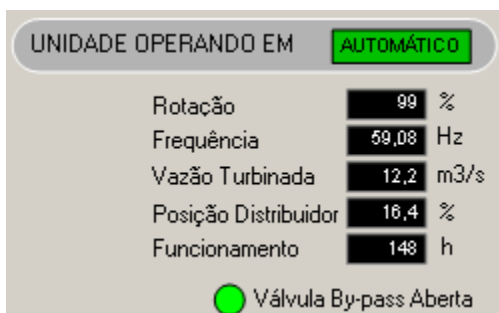 UNIDADE OPERANDO EM AUTOMÁTICO
Rotação 99 %
Frequência 59,08 Hz
Vazão Turbinada 12,2 m3/s
Posição Distribuidor 16,4 %
Funcionamento 148 h
Válvula By-pass Aberta